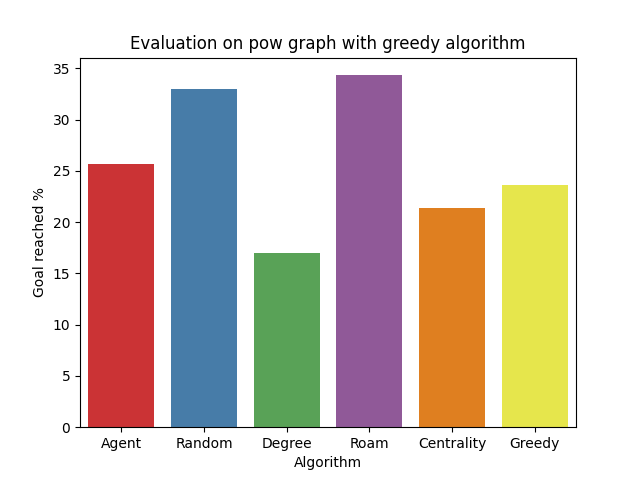 Evaluation on pow graph with greedy algorithm
35
30
25
20
15
10
5
0
Goal reached %
Agent Random Degree Roam Centrality Greedy
Algorithm